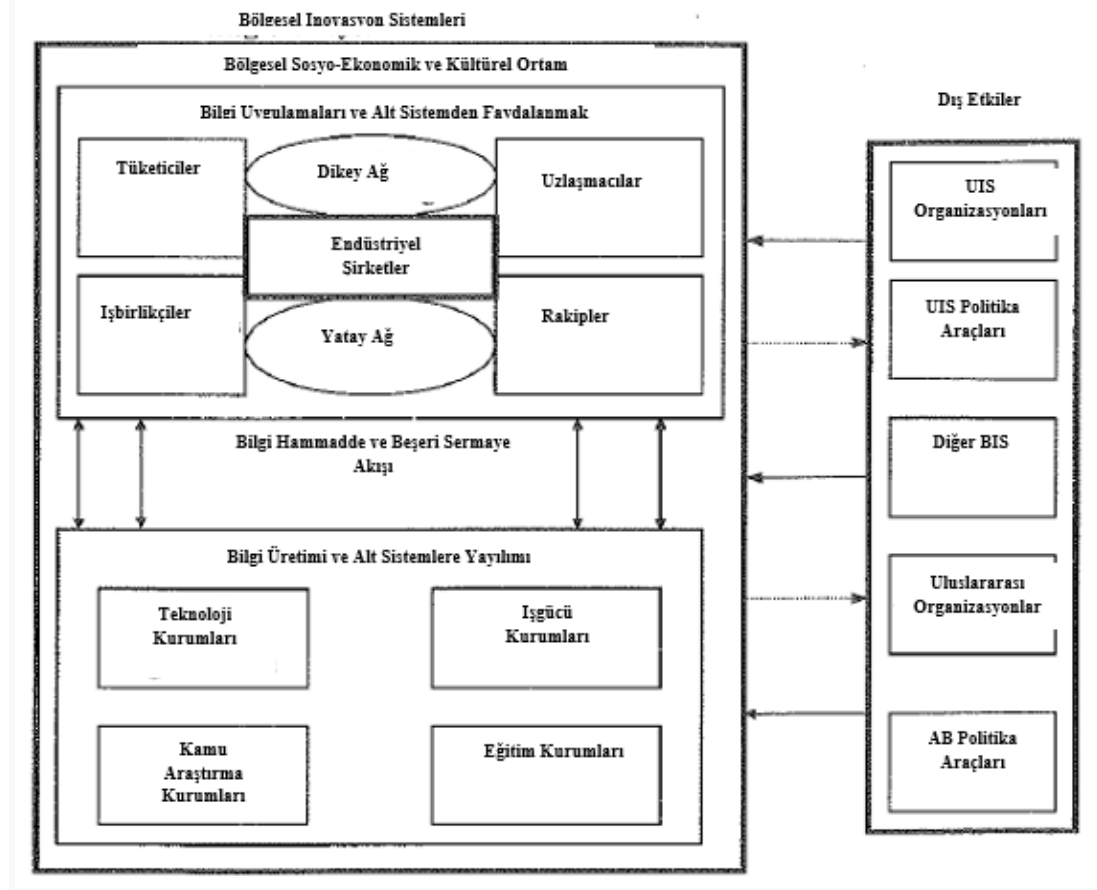 Bölgesel Inovasyon Sistemleri
Bölgesel Sosyo-Ekonomik ve Kültürel Ortam
Bilgi Uygulamaları ve Alt Sistemden Faydalanmak
Tüketiciler
Dikey Ağ
Uzlaşmacılar
Endüstriyel
Şirketler
Işbirlikçiler
Yatay Ağ
Rakipler
Bilgi Hammadde ve Beşeri Sermaye
Akışı
Bilgi Üretimi ve Alt Sistemlere Yayılımı
Teknoloji
Kurumları
Işgücü
Kurumları
Kamu
Araştırma
Kurumları
Eğitim Kurumları
Dış Etkiler
UIS
Organizasyonları
UIS Politika
Araçları
Diğer BIS
Uluslararası
Organizasyonlar
AB Politika
Araçları